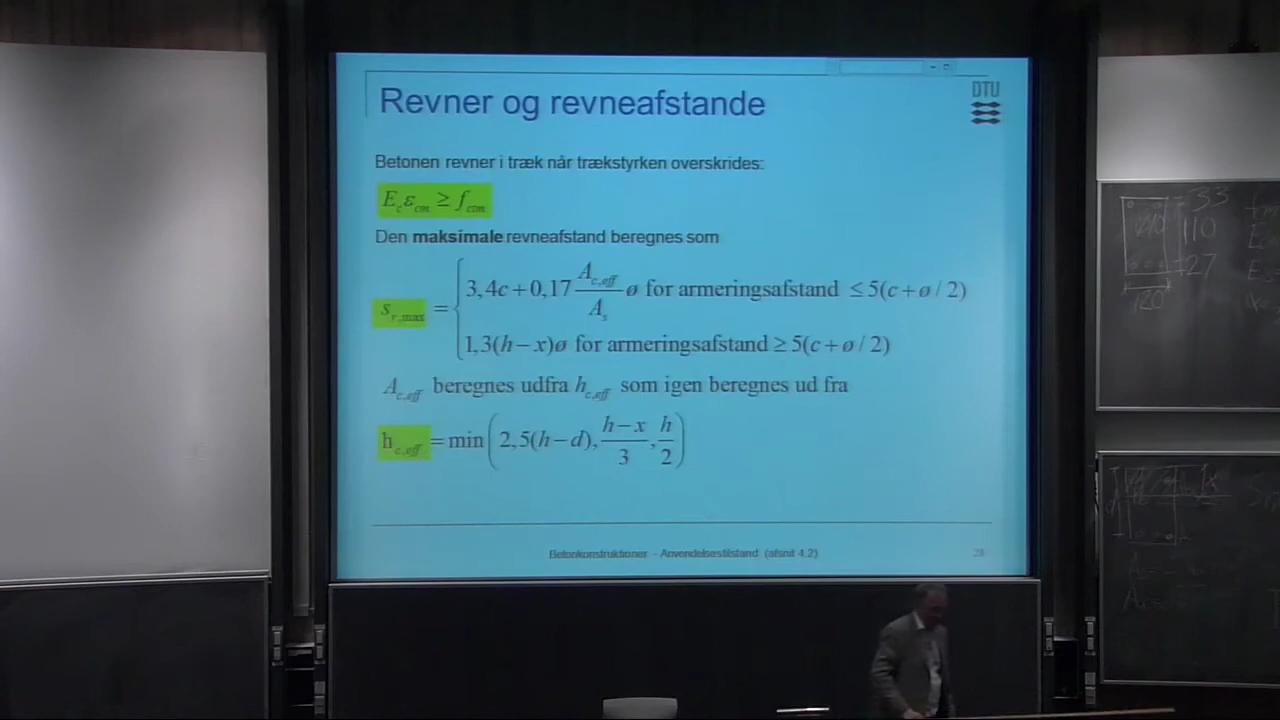 Revner og revneafstande
DTU
Betonen revner i træk når trækstyrken overskrides:
E_c ε_cm ≥ f_ctm
Den maksimale revneafstand beregnes som
s_r,max = { 3,4c + 0,17 A_c,eff / A_s ø for armeringsafstand ≤ 5(c + ø / 2)
1,3(h − x)ø for armeringsafstand ≥ 5(c + ø / 2)
A_c,eff beregnes udfra h_c,eff som igen beregnes ud fra
h_c,eff = min( 2,5(h − d), h − x / 3, h / 2 )
Betonkonstruktioner - Anvendelsestilstand (afsnit 4.2)
33
110
27
120